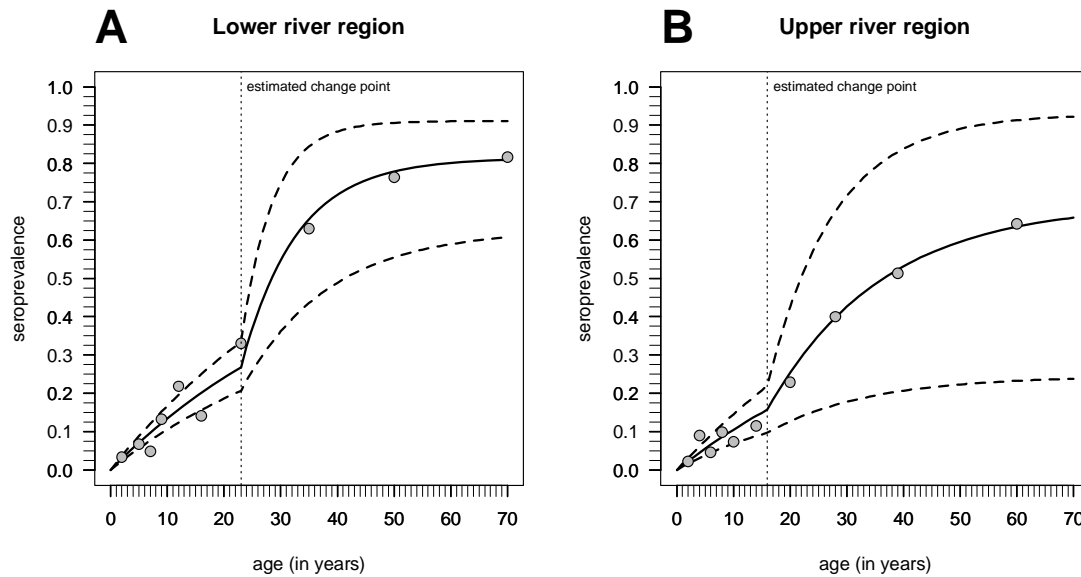 A Lower river region
1.0
estimated change point
0.9
0.8
0.7
0.6
0.5
0.4
0.3
0.2
0.1
0.0
seroprevalence
0 10 20 30 40 50 60 70
age (in years)
B Upper river region
1.0
estimated change point
0.9
0.8
0.7
0.6
0.5
0.4
0.3
0.2
0.1
0.0
seroprevalence
0 10 20 30 40 50 60 70
age (in years)